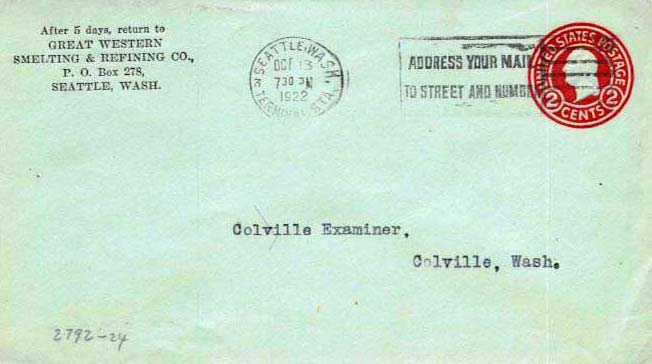 After 5 days, return to
GREAT WESTERN
SMELTING & REFINING CO.,
P. O. Box 278,
SEATTLE, WASH.
SEATTLE, WASH.
OCT 13
730 PM
1922
TERMINAL STA.
ADDRESS YOUR MAIL
TO STREET AND NUMBER
UNITED STATES POSTAGE
2 CENTS 2
Colville Examiner,
Colville, Wash.
2792-24